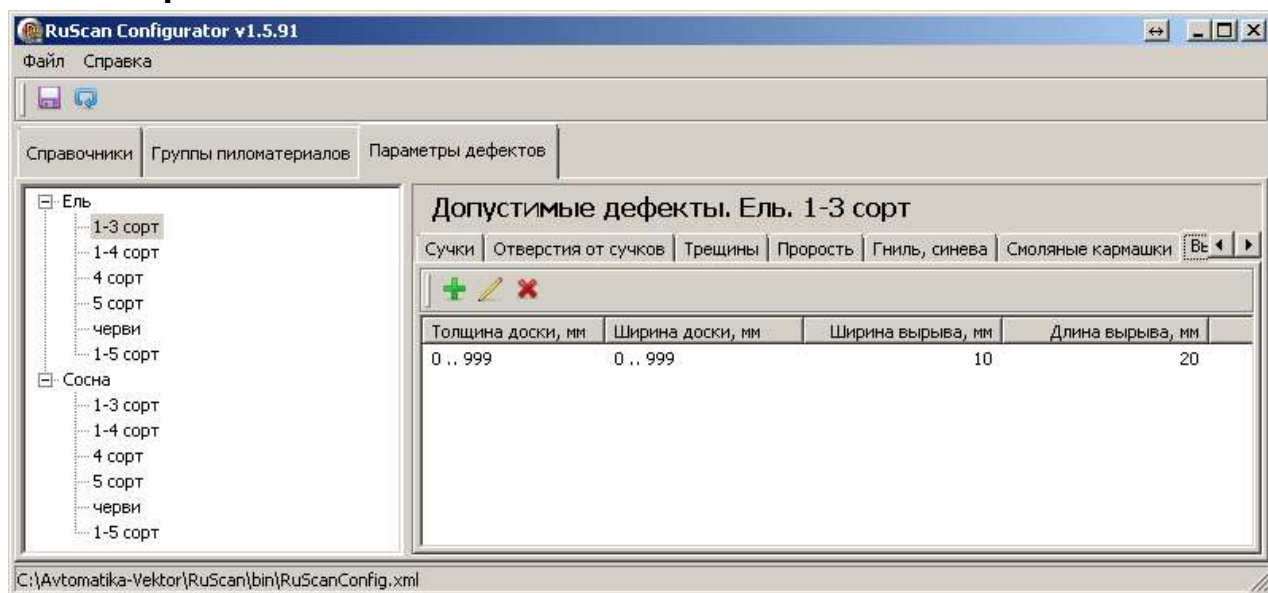 RuScan Configurator v1.5.91
Файл Справка
Справочники Группы пиломатериалов Параметры дефектов
Ель
1-3 сорт
1-4 сорт
4 сорт
5 сорт
черви
1-5 сорт
Сосна
1-3 сорт
1-4 сорт
4 сорт
5 сорт
черви
1-5 сорт
Допустимые дефекты. Ель. 1-3 сорт
Сучки Отверстия от сучков Трещины Прорость Гниль, синева Смоляные кармашки
Толщина доски, мм Ширина доски, мм Ширина вырыва, мм Длина вырыва, мм
0 .. 999 0 .. 999 10 20
C:\Avtomatika-Vektor\RuScan\bin\RuScanConfig.xml